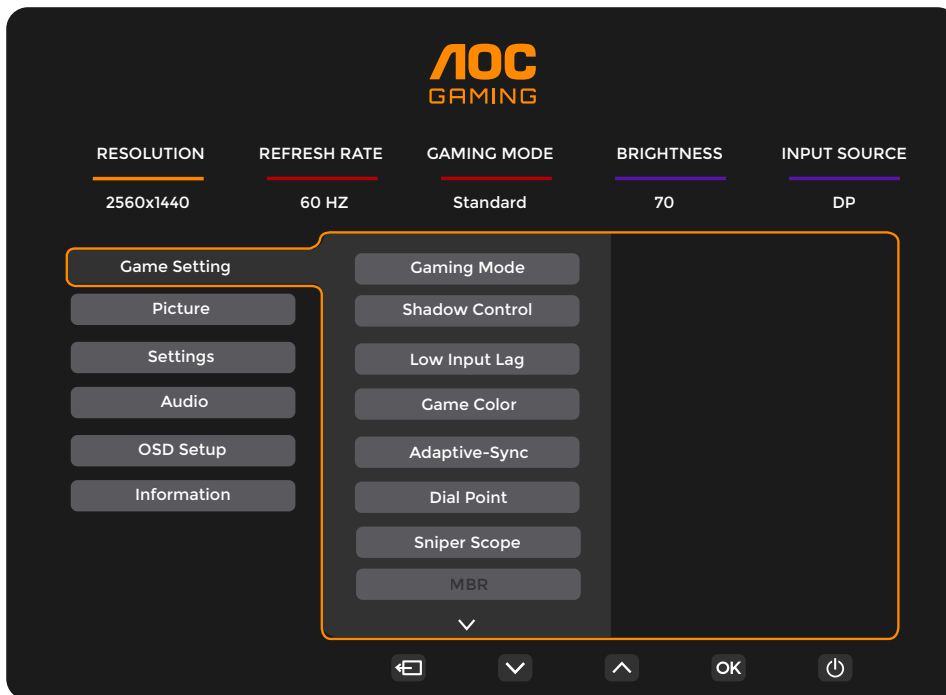 AOC
GAMING
RESOLUTION REFRESH RATE GAMING MODE BRIGHTNESS INPUT SOURCE
2560x1440 60 HZ Standard 70 DP
Game Setting
Picture
Settings
Audio
OSD Setup
Information
Gaming Mode
Shadow Control
Low Input Lag
Game Color
Adaptive-Sync
Dial Point
Sniper Scope
MBR
OK